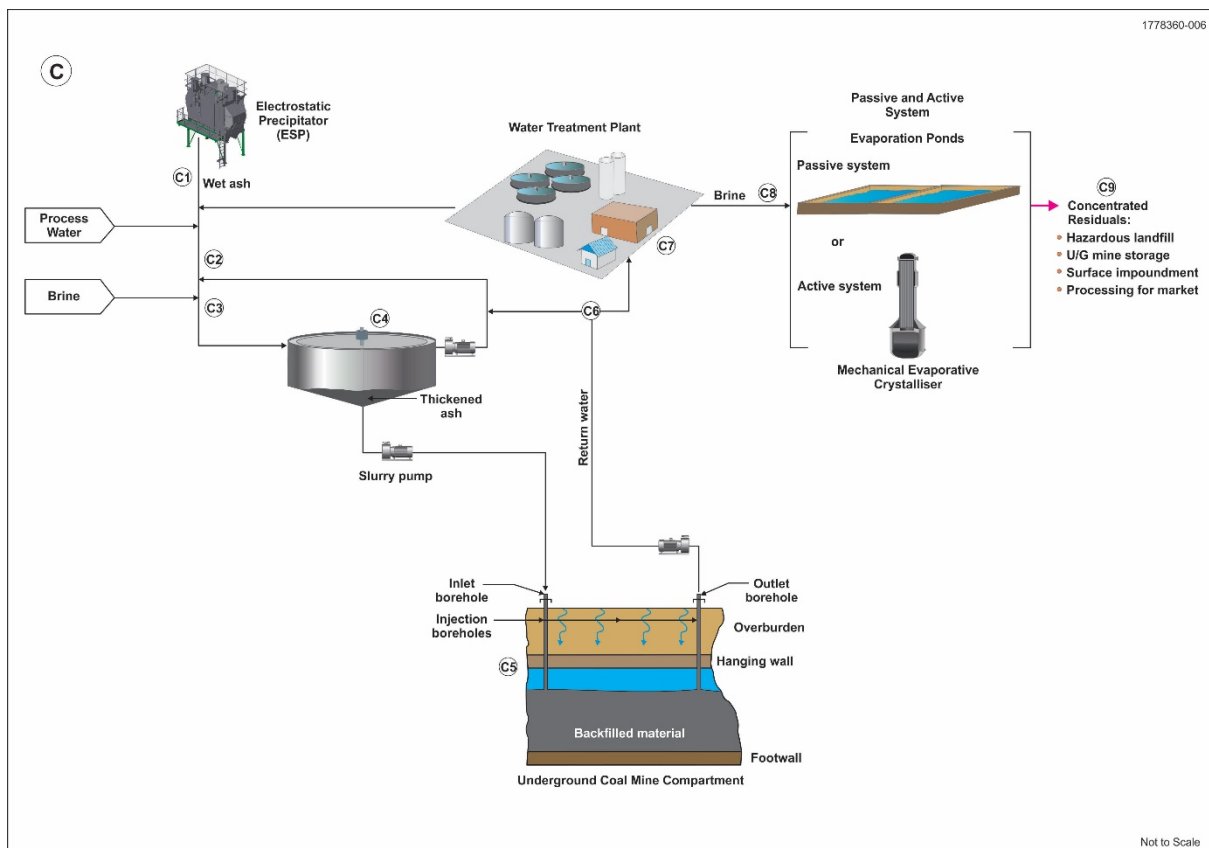 1778360-006
C
Electrostatic
Precipitator
(ESP)
C1
Wet ash
Process
Water
C2
Brine
C3
C4
Thickened
ash
Slurry pump
Water Treatment Plant
C7
C6
Return water
Brine
C8
Passive and Active
System
Evaporation Ponds
Passive system
or
Active system
Mechanical Evaporative
Crystalliser
C9
Concentrated
Residuals:
• Hazardous landfill
• U/G mine storage
• Surface impoundment
• Processing for market
Inlet
borehole
Injection
boreholes
Outlet
borehole
Overburden
Hanging wall
C5
Backfilled material
Footwall
Underground Coal Mine Compartment
Not to Scale